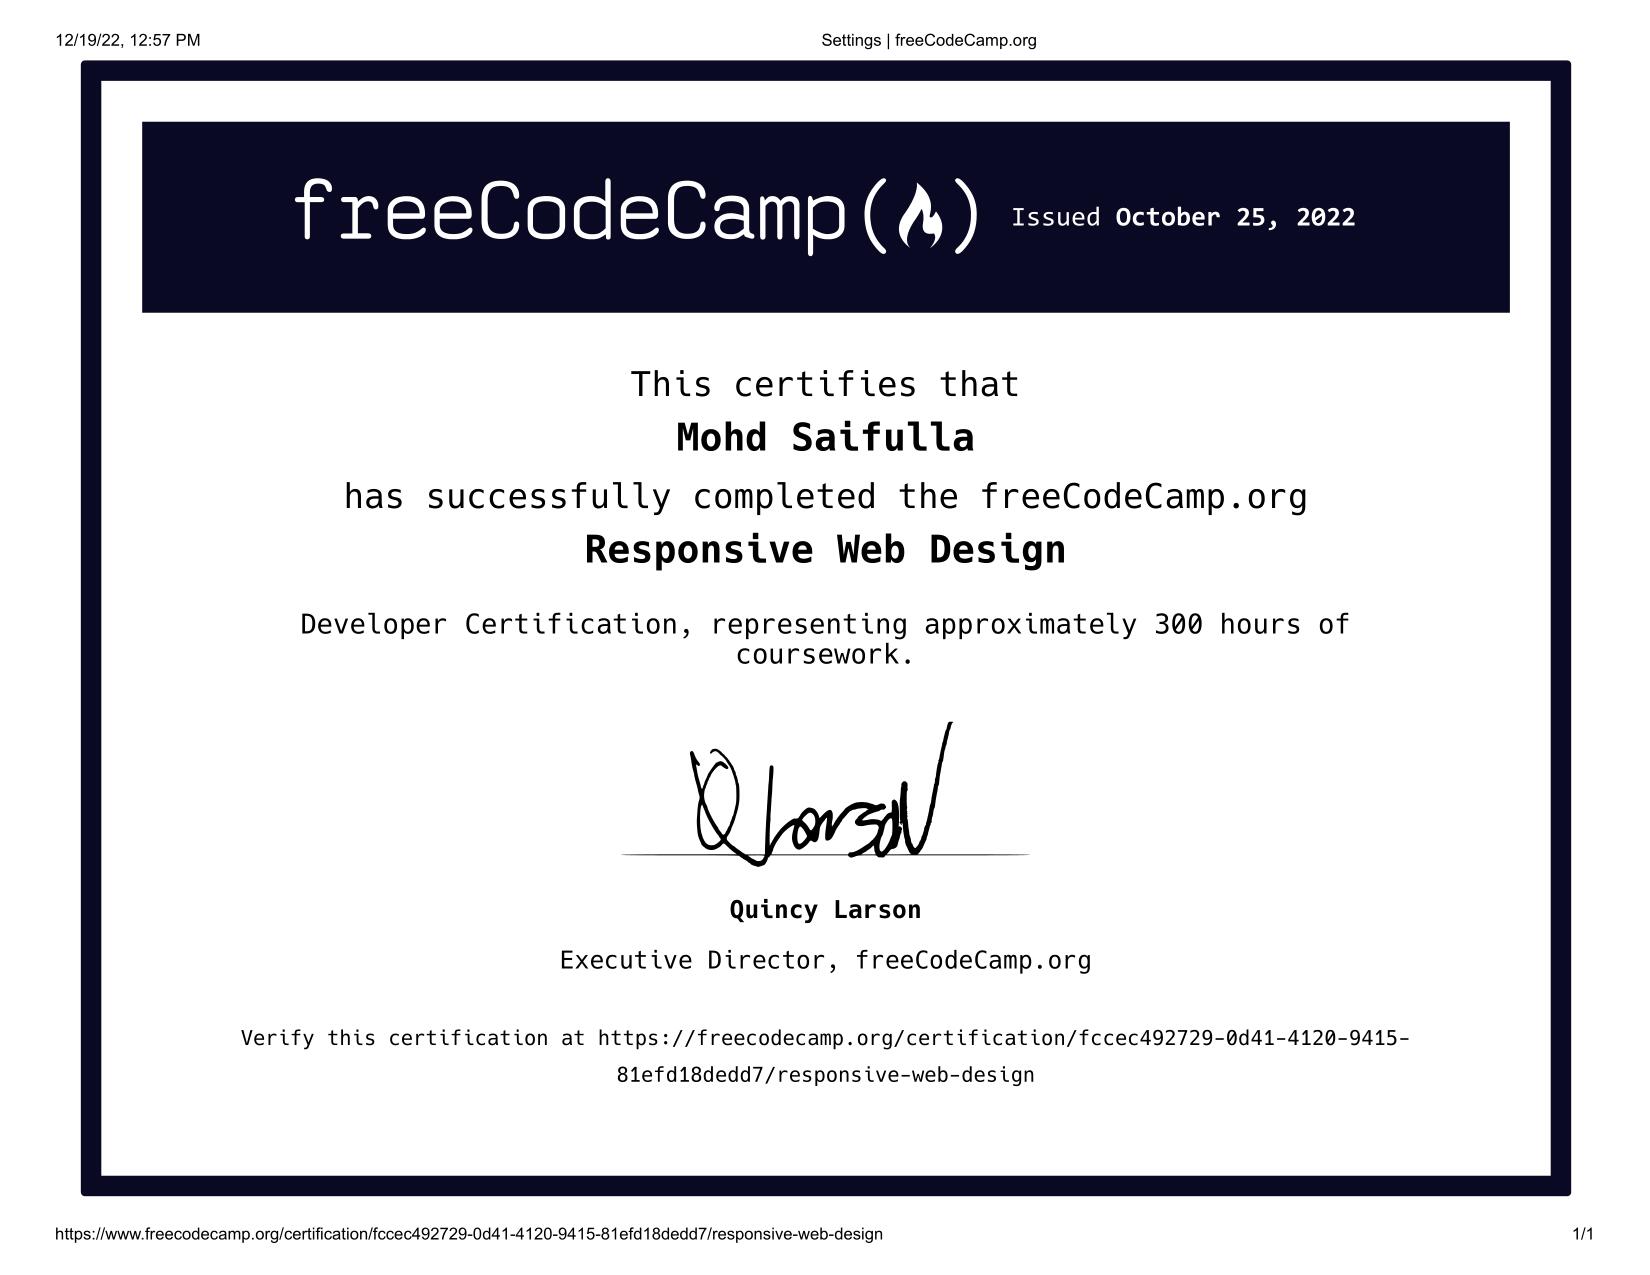 12/19/22, 12:57 PM
Settings | freeCodeCamp.org
freeCodeCamp(🔥)
Issued October 25, 2022
This certifies that
Mohd Saifulla
has successfully completed the freeCodeCamp.org
Responsive Web Design
Developer Certification, representing approximately 300 hours of
coursework.
Q Larson
Quincy Larson
Executive Director, freeCodeCamp.org
Verify this certification at https://freecodecamp.org/certification/fccec492729-0d41-4120-9415-
81efd18dedd7/responsive-web-design
https://www.freecodecamp.org/certification/fccec492729-0d41-4120-9415-81efd18dedd7/responsive-web-design
1/1